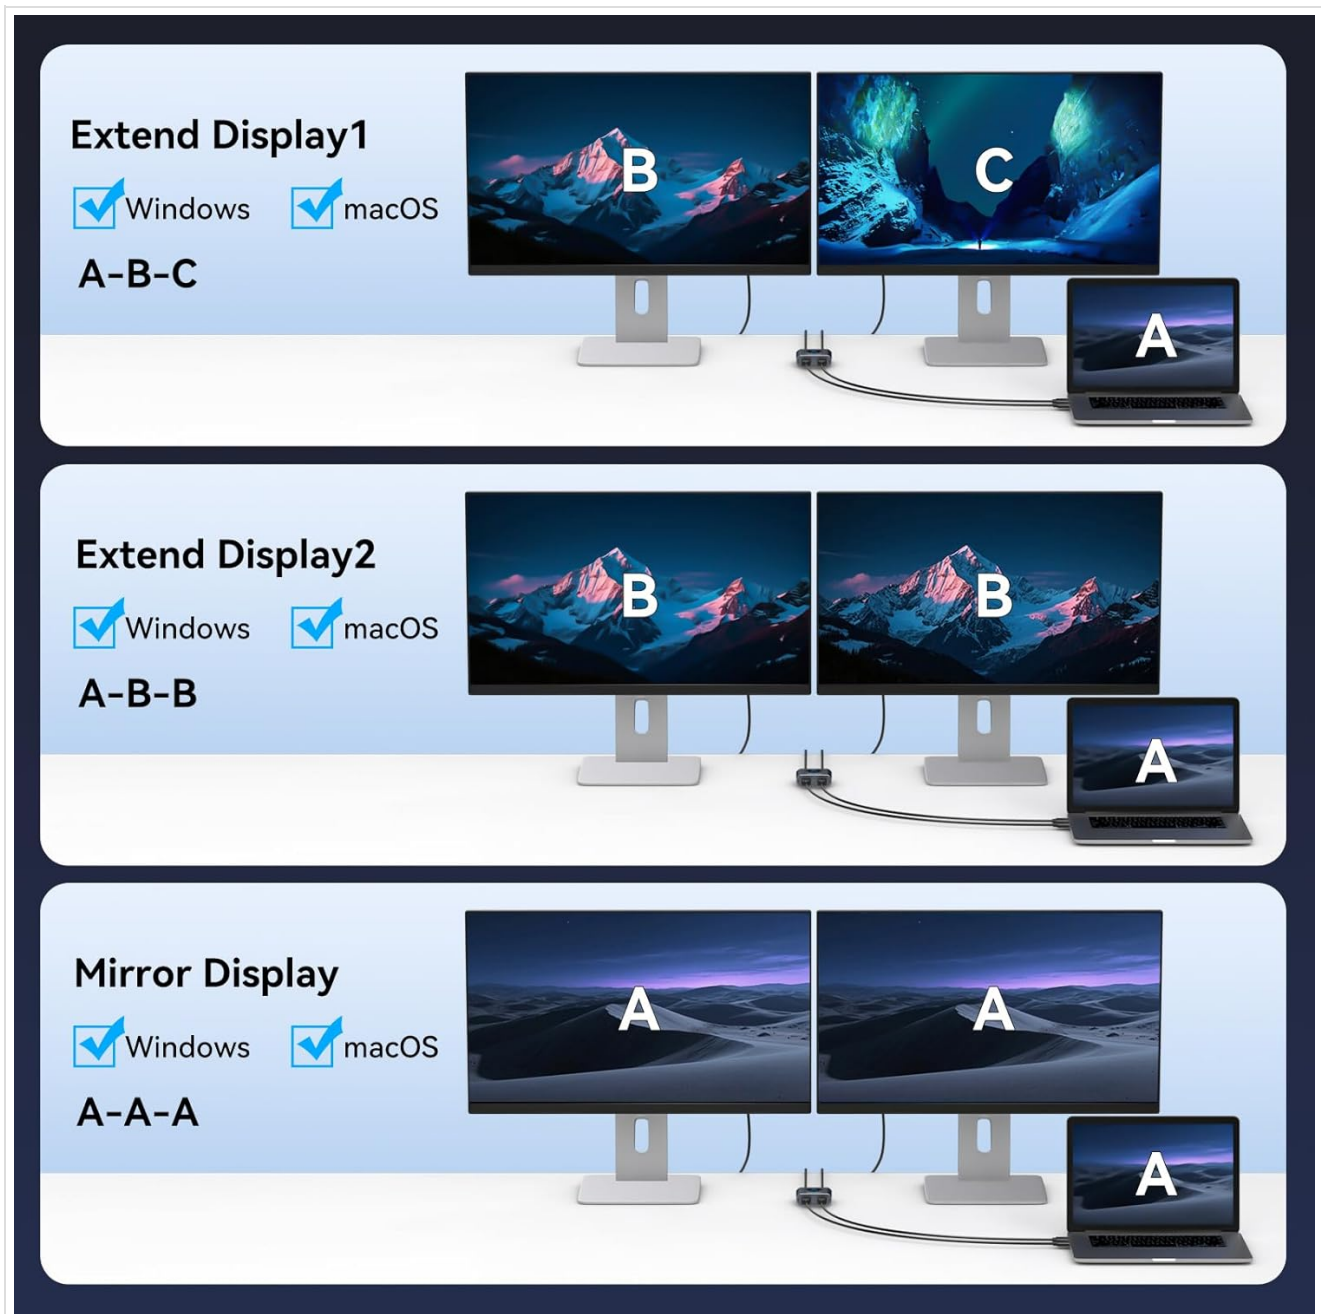 Extend Display1
Windows macOS
A-B-C
B C
A
Extend Display2
Windows macOS
A-B-B
B B
A
Mirror Display
Windows macOS
A-A-A
A A
A